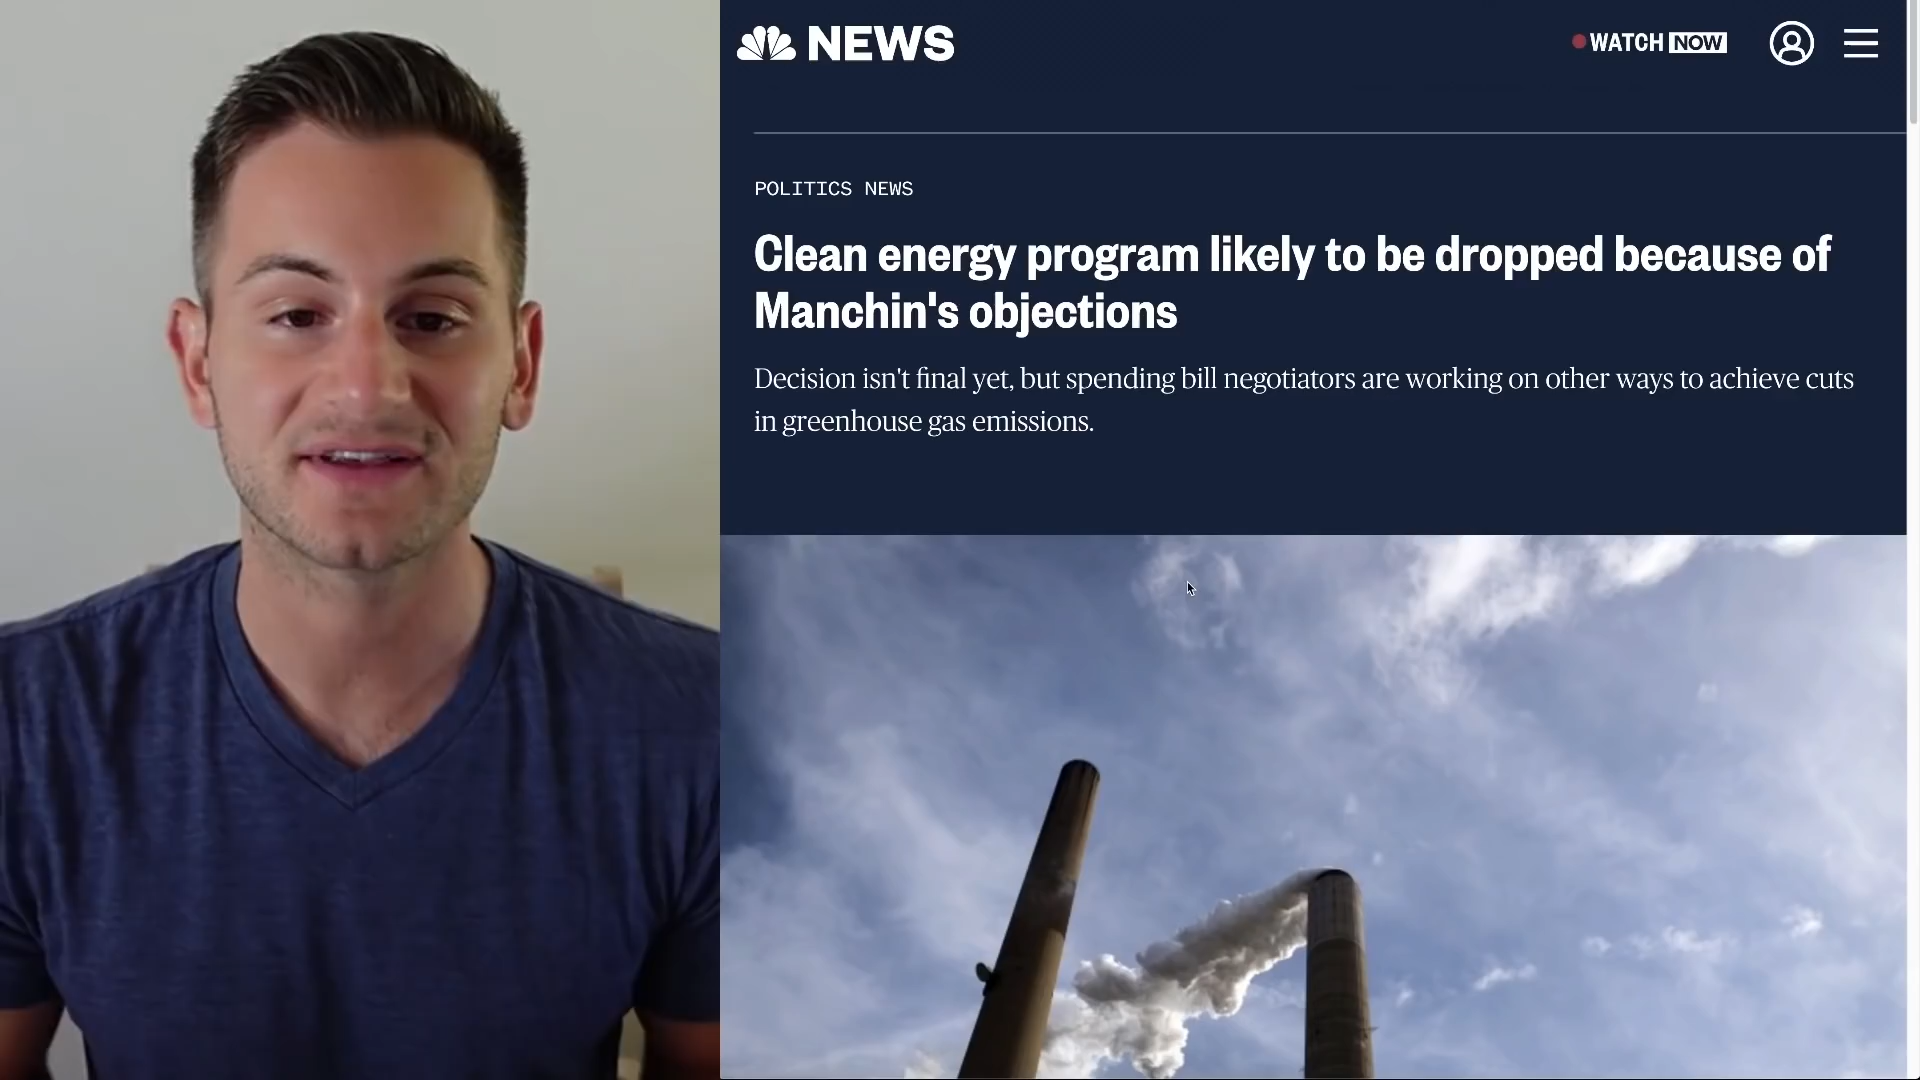 NEWS
WATCH NOW
POLITICS NEWS
Clean energy program likely to be dropped because of
Manchin's objections
Decision isn't final yet, but spending bill negotiators are working on other ways to achieve cuts
in greenhouse gas emissions.